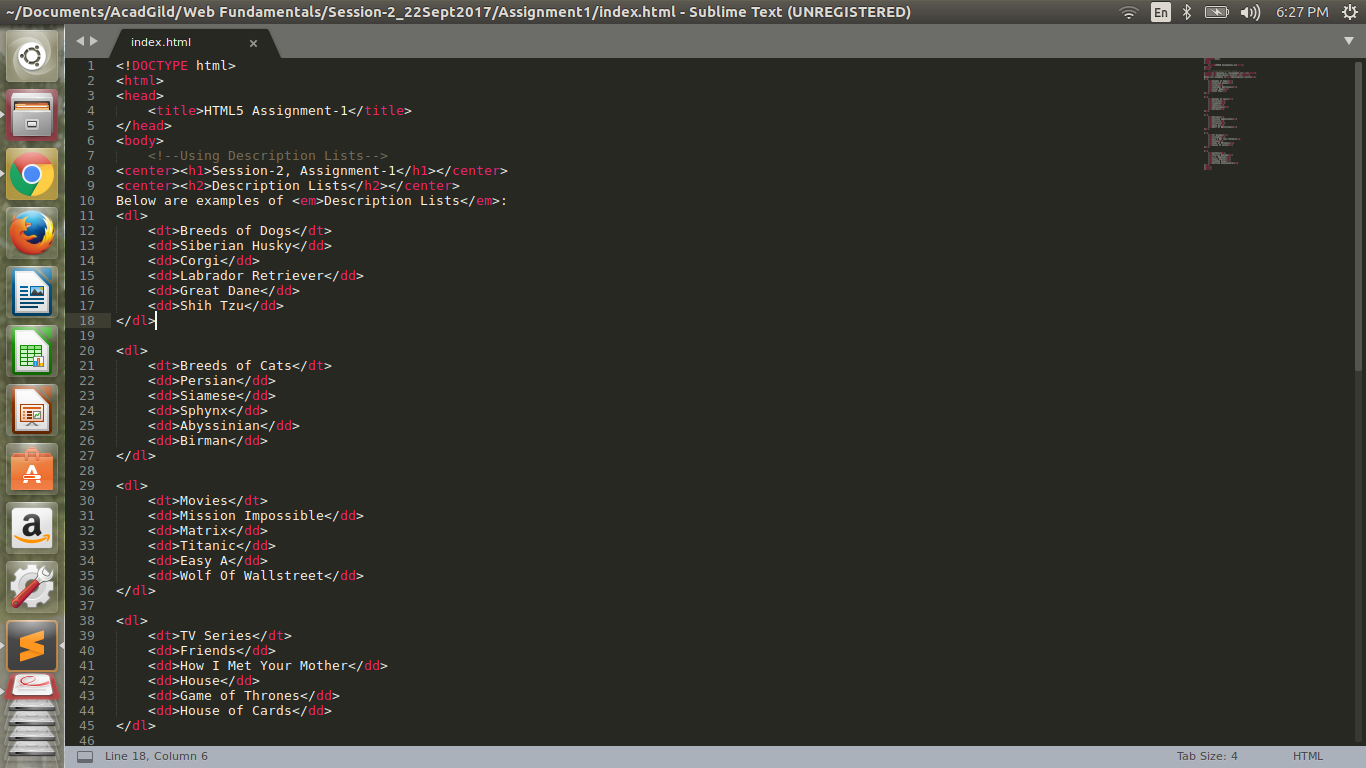 ~/Documents/AcadGild/Web Fundamentals/Session-2_22Sept2017/Assignment1/index.html - Sublime Text (UNREGISTERED)
En
6:27 PM
index.html ×
1 <!DOCTYPE html>
2 <html>
3 <head>
4     <title>HTML5 Assignment-1</title>
5 </head>
6 <body>
7     <!--Using Description Lists-->
8 <center><h1>Session-2, Assignment-1</h1></center>
9 <center><h2>Description Lists</h2></center>
10 Below are examples of <em>Description Lists</em>:
11 <dl>
12     <dt>Breeds of Dogs</dt>
13     <dd>Siberian Husky</dd>
14     <dd>Corgi</dd>
15     <dd>Labrador Retriever</dd>
16     <dd>Great Dane</dd>
17     <dd>Shih Tzu</dd>
18 </dl>
19
20 <dl>
21     <dt>Breeds of Cats</dt>
22     <dd>Persian</dd>
23     <dd>Siamese</dd>
24     <dd>Sphynx</dd>
25     <dd>Abyssinian</dd>
26     <dd>Birman</dd>
27 </dl>
28
29 <dl>
30     <dt>Movies</dt>
31     <dd>Mission Impossible</dd>
32     <dd>Matrix</dd>
33     <dd>Titanic</dd>
34     <dd>Easy A</dd>
35     <dd>Wolf Of Wallstreet</dd>
36 </dl>
37
38 <dl>
39     <dt>TV Series</dt>
40     <dd>Friends</dd>
41     <dd>How I Met Your Mother</dd>
42     <dd>House</dd>
43     <dd>Game of Thrones</dd>
44     <dd>House of Cards</dd>
45 </dl>
46
Line 18, Column 6
Tab Size: 4
HTML